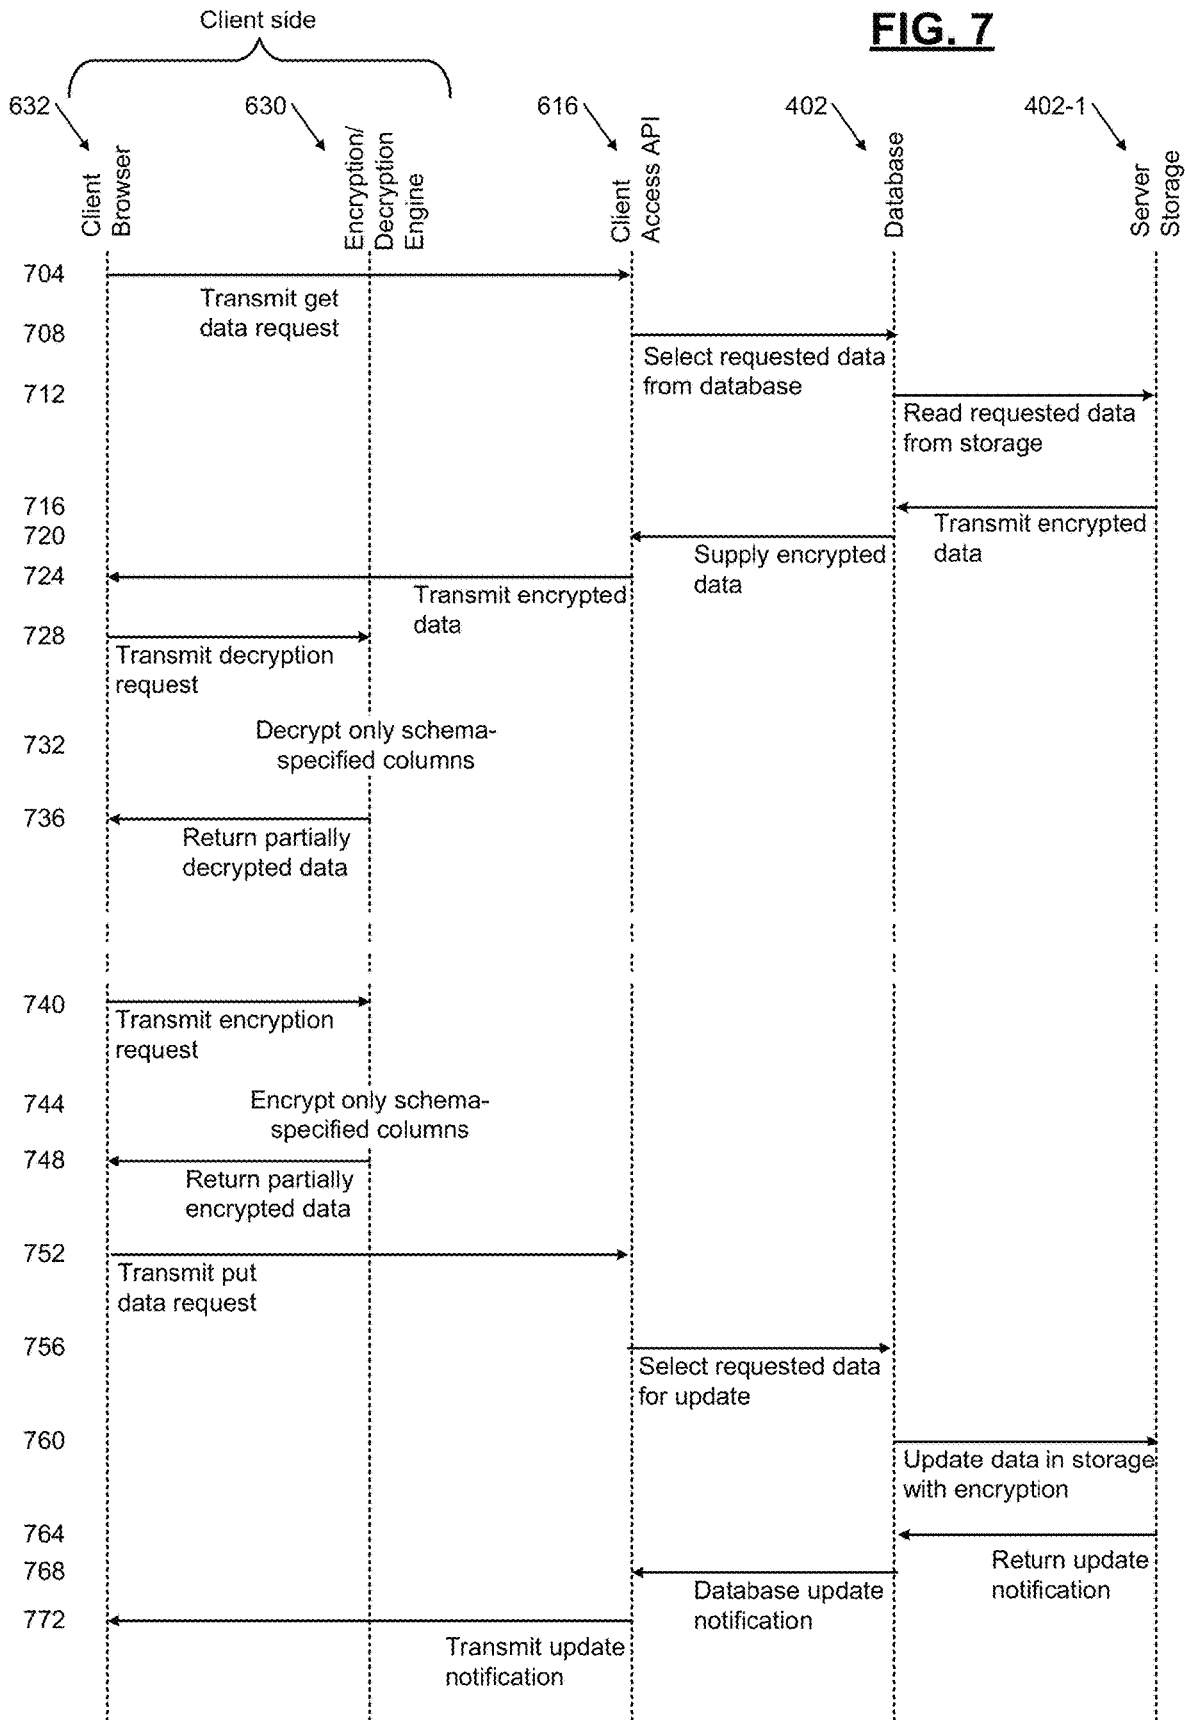 Client side
FIG. 7
632
630
616
402
402-1
Client
Browser
Encryption/
Decryption
Engine
Client
Access API
Database
Server
Storage
704
Transmit get
data request
708
Select requested data
from database
712
Read requested data
from storage
716
Transmit encrypted
data
720
Supply encrypted
data
724
Transmit encrypted
data
728
Transmit decryption
request
732
Decrypt only schema-
specified columns
736
Return partially
decrypted data
740
Transmit encryption
request
744
Encrypt only schema-
specified columns
748
Return partially
encrypted data
752
Transmit put
data request
756
Select requested data
for update
760
Update data in storage
with encryption
764
Return update
notification
768
Database update
notification
772
Transmit update
notification